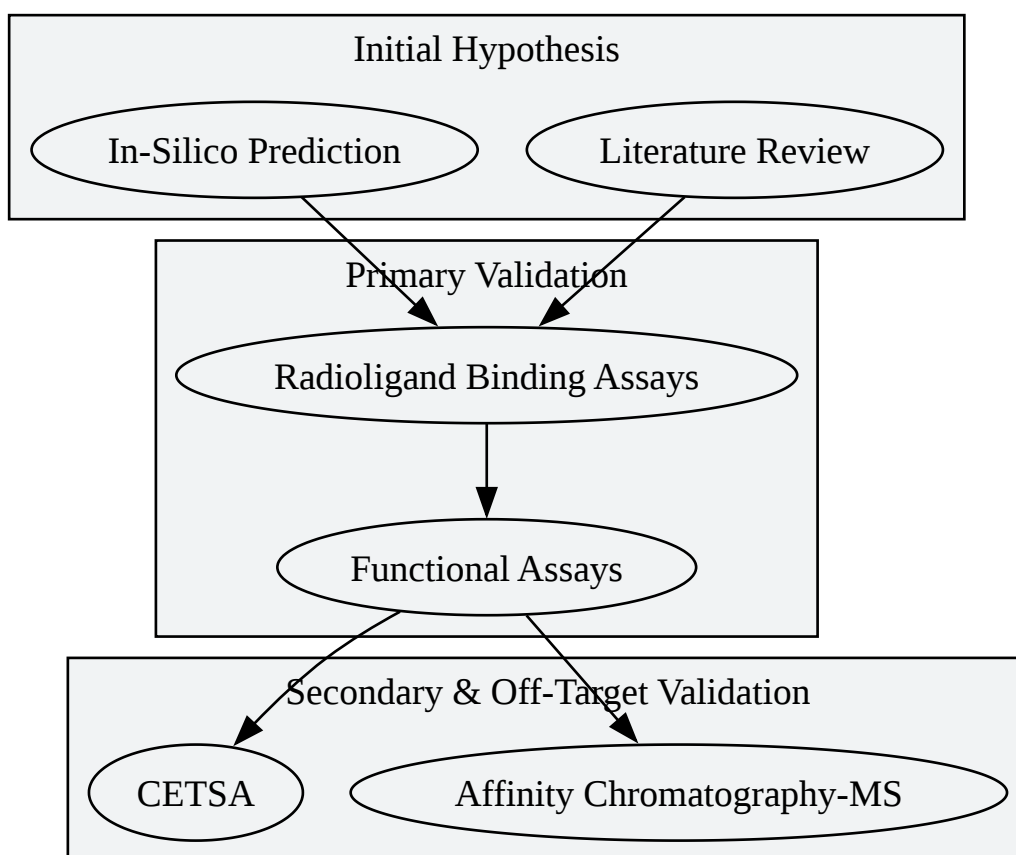 Initial Hypothesis
In-Silico Prediction
Literature Review
Primary Validation
Radioligand Binding Assays
Functional Assays
Secondary & Off-Target Validation
CETSA
Affinity Chromatography-MS